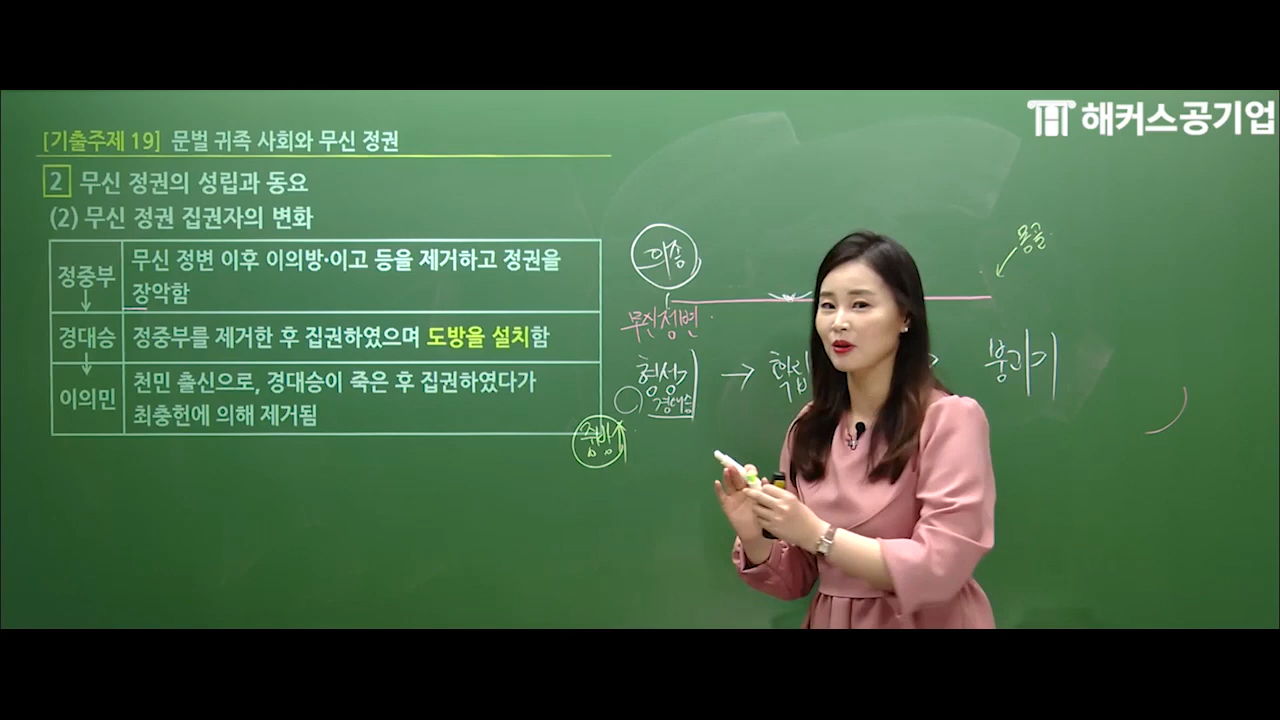 해커스공기업
[기출주제 19] 문벌 귀족 사회와 무신 정권
2 무신 정권의 성립과 동요
(2) 무신 정권 집권자의 변화
정중부
무신 정변 이후 이의방·이고 등을 제거하고 정권을
장악함
경대승
정중부를 제거한 후 집권하였으며 도방을 설치함
이의민
천민 출신으로, 경대승이 죽은 후 집권하였다가
최충헌에 의해 제거됨
의종
몽골
무신정변
형성기
확립
붕괴기
경대승
중방